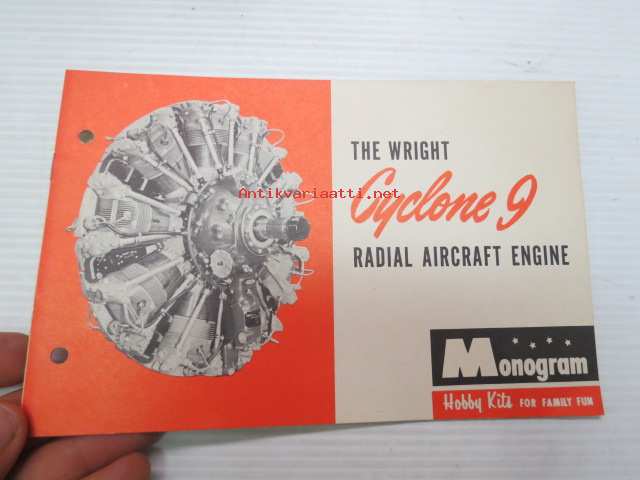 THE WRIGHT
Cyclone 9
RADIAL AIRCRAFT ENGINE
Antikvariaatti.net
Monogram
Hobby Kits FOR FAMILY FUN